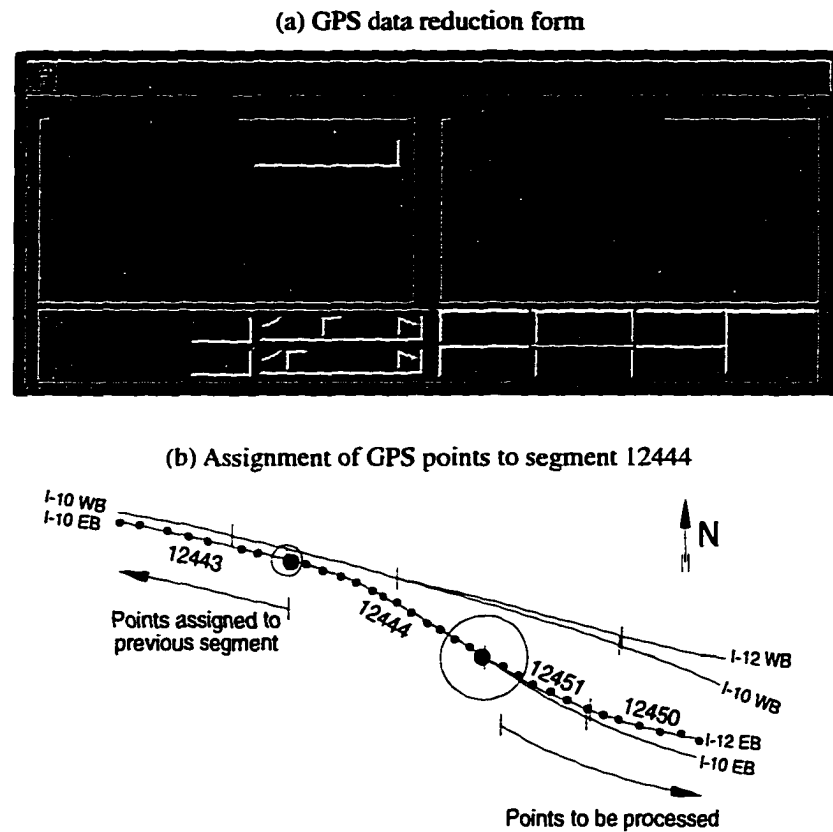 (a) GPS data reduction form
(b) Assignment of GPS points to segment 12444
I-10 WB
I-10 EB
N
12443
12444
Points assigned to
previous segment
12451
12450
I-12 WB
I-10 WB
I-12 EB
I-10 EB
Points to be processed